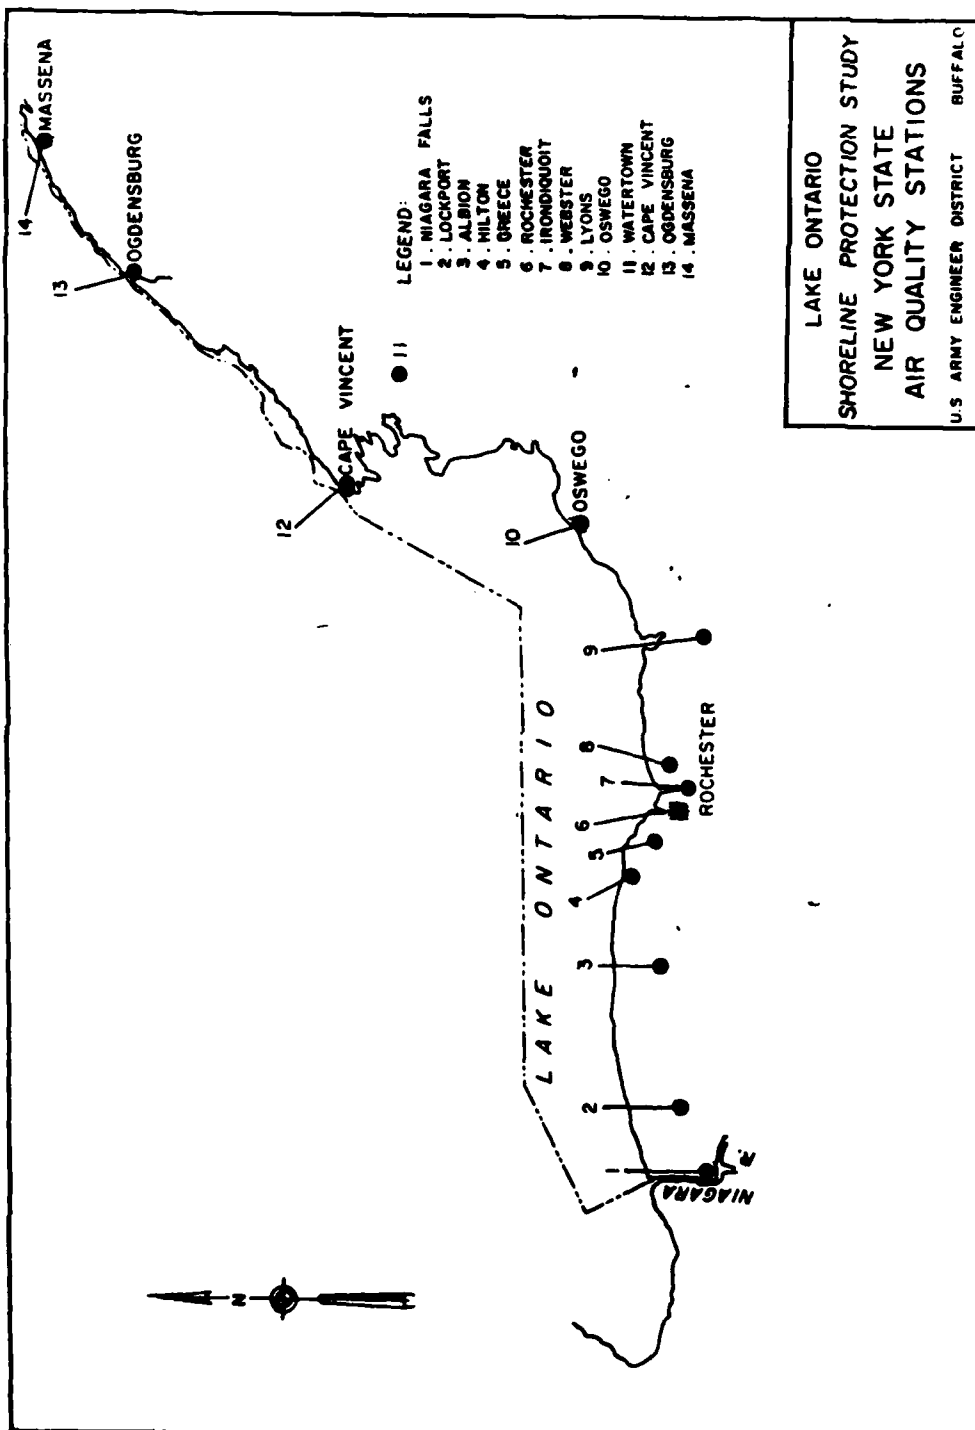 MASSENA
14
OGDENSBURG
13
LEGEND:
1. NIAGARA FALLS
2. LOCKPORT
3. ALBION
4. HILTON
5. GREECE
6. ROCHESTER
7. IRONDIQUOIT
8. WEBSTER
9. LYONS
10. OSWEGO
11. WATERTOWN
12. CAPE VINCENT
13. OGDENSBURG
14. MASSENA
CAPE VINCENT
12
11
10
OSWEGO
LAKE ONTARIO
9
8
7
6
5
4
3
2
1
ROCHESTER
NIAGARA R.
N
LAKE ONTARIO
SHORELINE PROTECTION STUDY
NEW YORK STATE
AIR QUALITY STATIONS
U.S ARMY ENGINEER DISTRICT BUFFALO